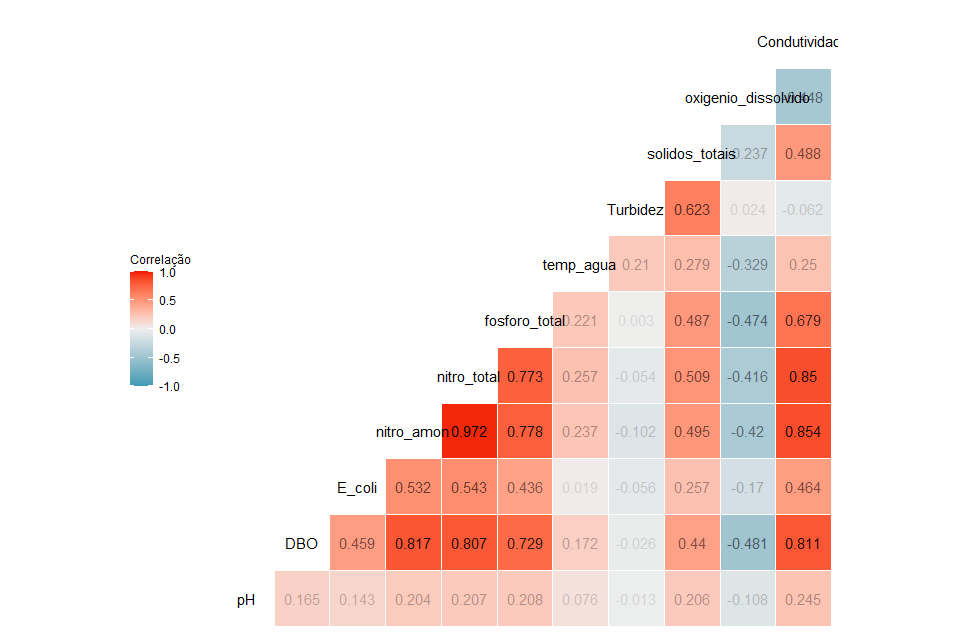 Condutividad
oxigenio_dissolvido -0.448
solidos_totais -0.237 0.488
Turbidez 0.623 0.024 -0.062
temp_agua 0.21 0.279 -0.329 0.25
fosforo_total 0.221 0.003 0.487 -0.474 0.679
nitro_total 0.773 0.257 -0.054 0.509 -0.416 0.85
nitro_amon 0.972 0.778 0.237 -0.102 0.495 -0.42 0.854
E_coli 0.532 0.543 0.436 0.019 -0.056 0.257 -0.17 0.464
DBO 0.459 0.817 0.807 0.729 0.172 -0.026 0.44 -0.481 0.811
pH 0.165 0.143 0.204 0.207 0.208 0.076 -0.013 0.206 -0.108 0.245
Correlação
1.0
0.5
0.0
-0.5
-1.0